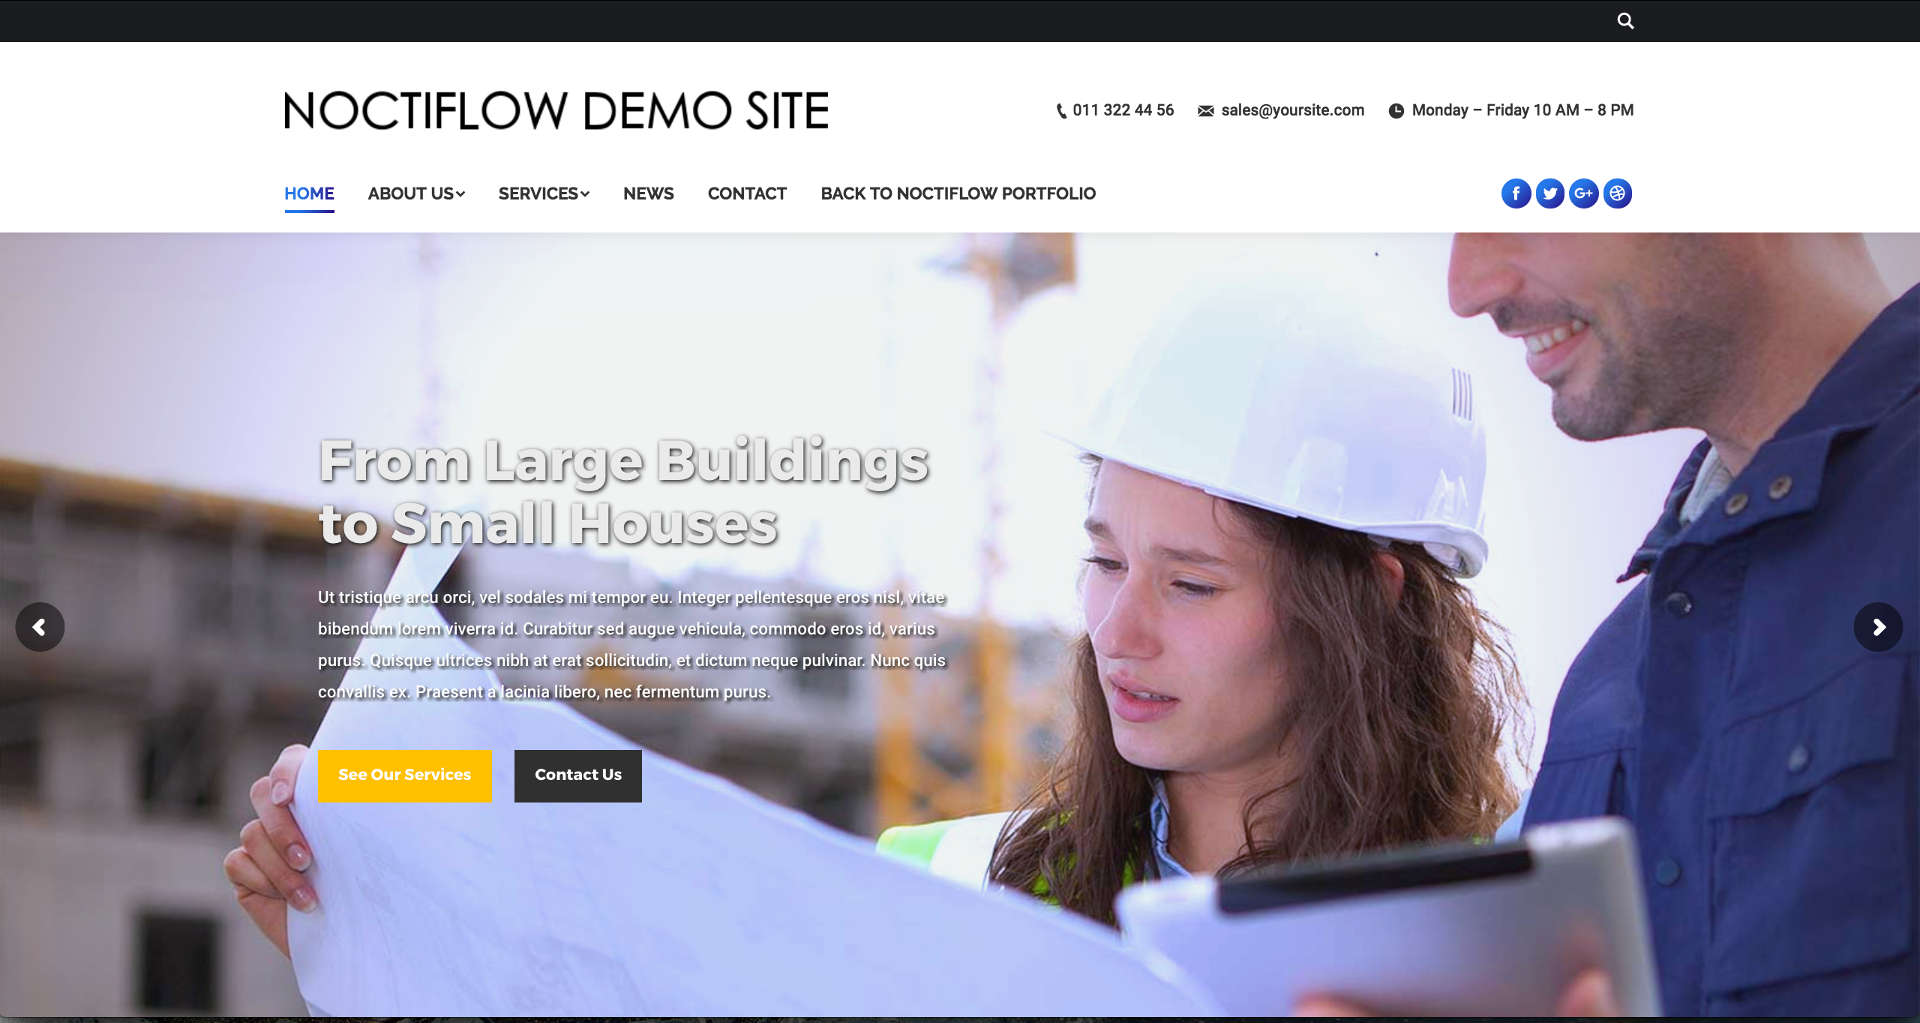 NOCTIFLOW DEMO SITE
011 322 44 56 sales@yoursite.com Monday – Friday 10 AM – 8 PM
HOME ABOUT US SERVICES NEWS CONTACT BACK TO NOCTIFLOW PORTFOLIO
From Large Buildings
to Small Houses
Ut tristique arcu orci, vel sodales mi tempor eu. Integer pellentesque eros nisl, vitae
bibendum lorem viverra id. Curabitur sed augue vehicula, commodo eros id, varius
purus. Quisque ultrices nibh at erat sollicitudin, et dictum neque pulvinar. Nunc quis
convallis ex. Praesent a lacinia libero, nec fermentum purus.
See Our Services Contact Us